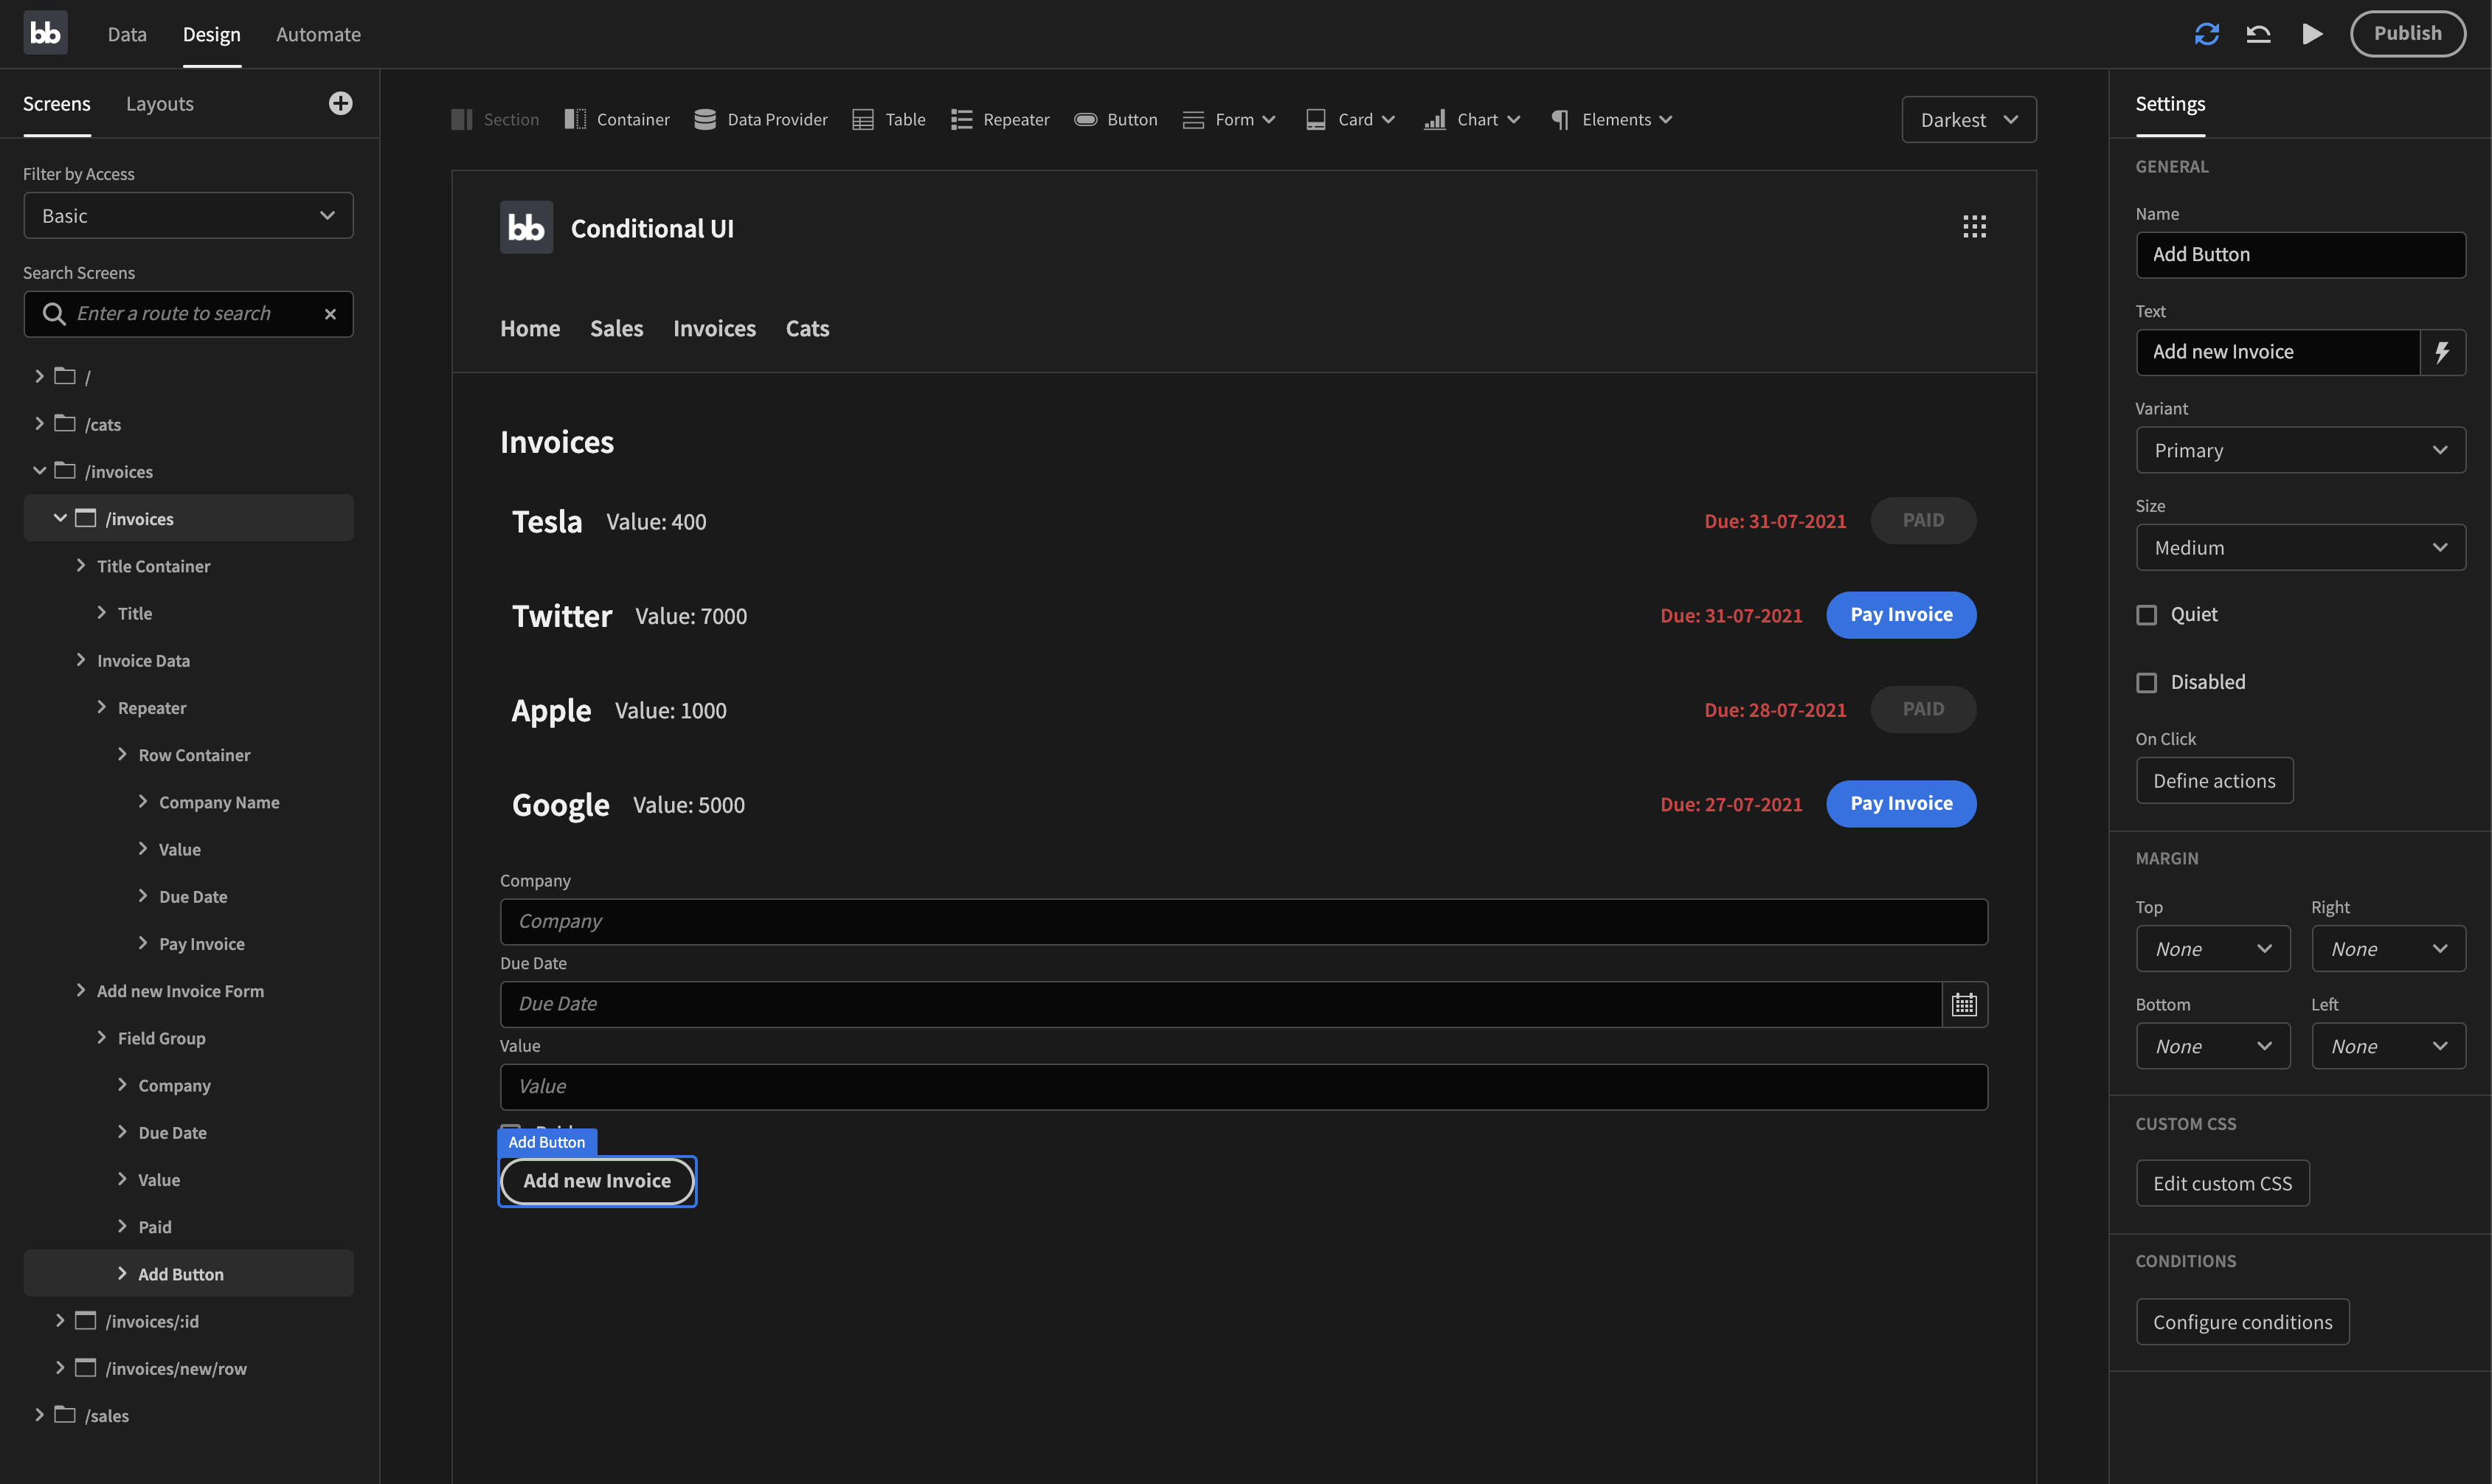 bb
Data Design Automate
Publish
Screens Layouts
Filter by Access
Basic
Search Screens
Enter a route to search
/
/cats
/invoices
/invoices
Title Container
Title
Invoice Data
Repeater
Row Container
Company Name
Value
Due Date
Pay Invoice
Add new Invoice Form
Field Group
Company
Due Date
Value
Paid
Add Button
/invoices/:id
/invoices/new/row
/sales
Section Container Data Provider Table Repeater Button Form Card Chart Elements
Darkest
bb Conditional UI
Home Sales Invoices Cats
Invoices
Tesla Value: 400 Due: 31-07-2021 PAID
Twitter Value: 7000 Due: 31-07-2021 Pay Invoice
Apple Value: 1000 Due: 28-07-2021 PAID
Google Value: 5000 Due: 27-07-2021 Pay Invoice
Company
Company
Due Date
Due Date
Value
Value
Add Button
Add new Invoice
Settings
GENERAL
Name
Add Button
Text
Add new Invoice
Variant
Primary
Size
Medium
Quiet
Disabled
On Click
Define actions
MARGIN
Top Right
None None
Bottom Left
None None
CUSTOM CSS
Edit custom CSS
CONDITIONS
Configure conditions